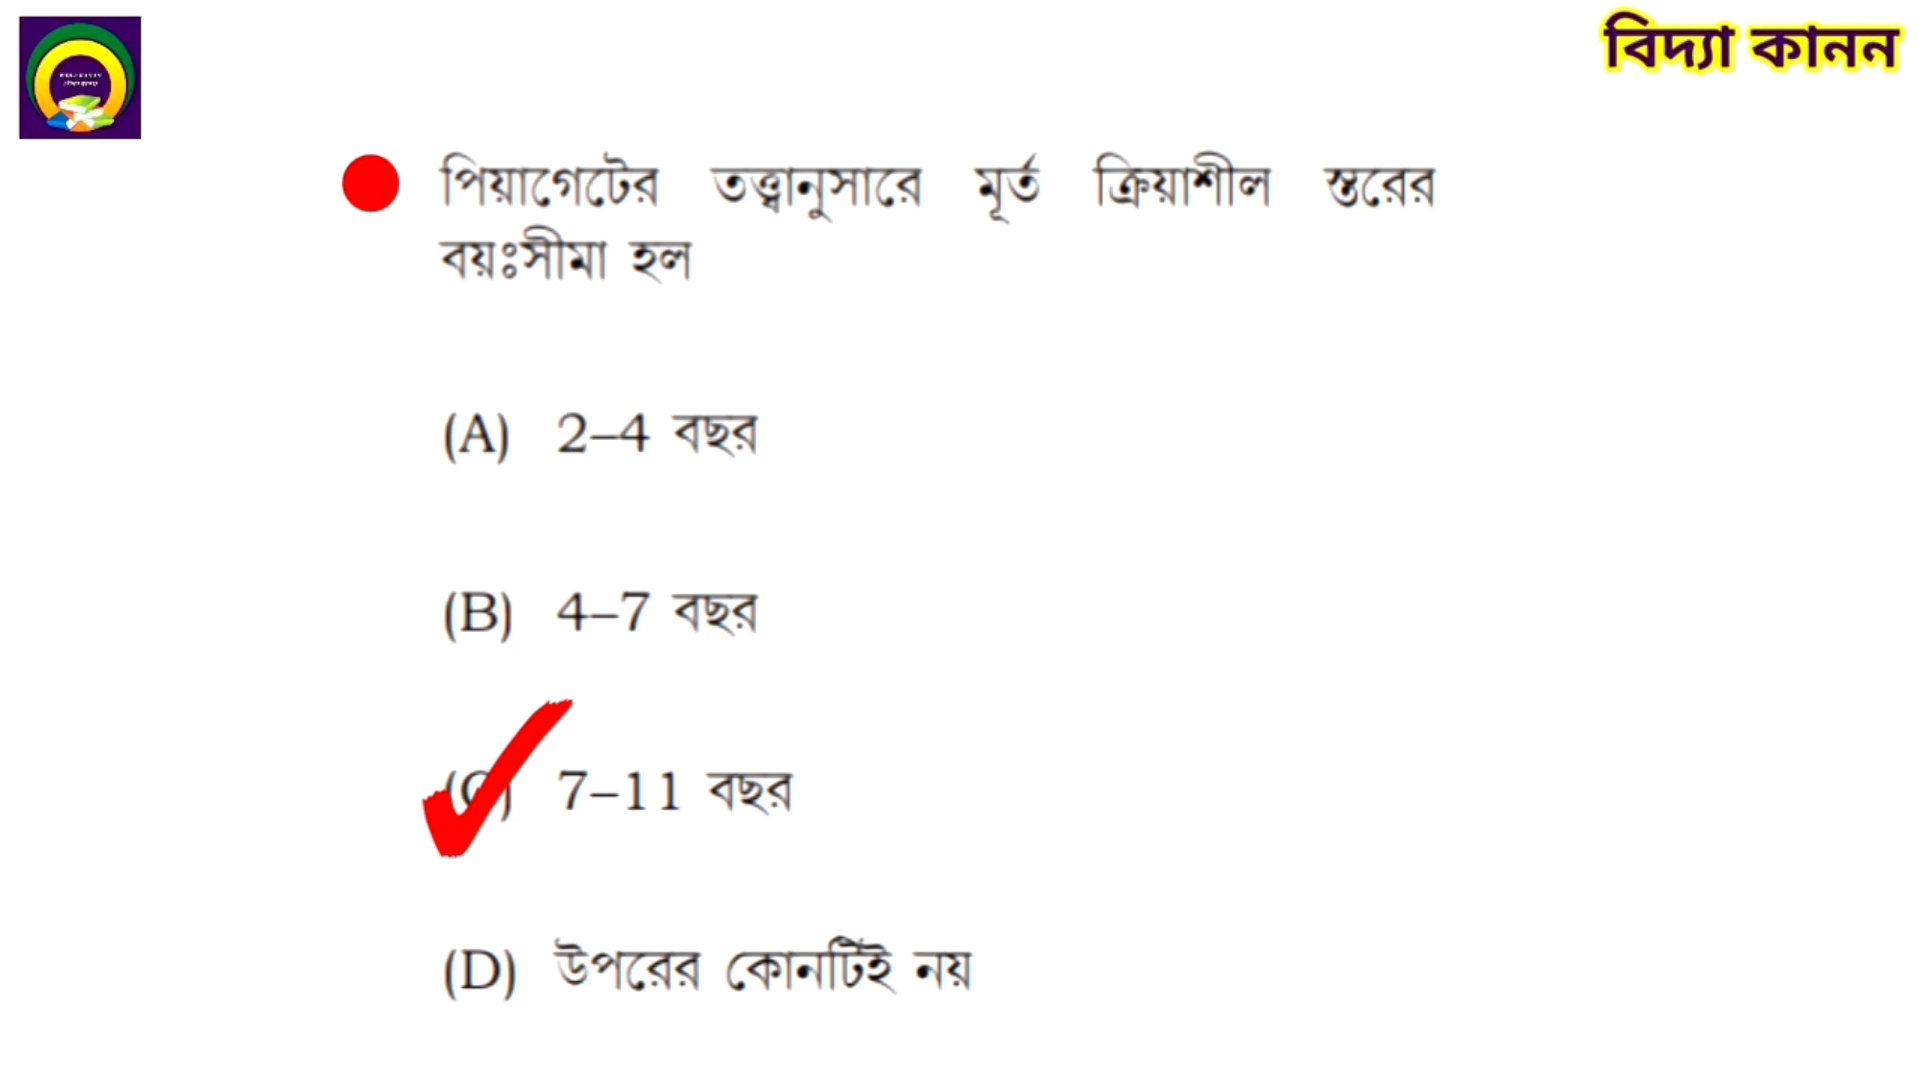 বিদ্যা কানন
পিয়াগেটের তত্ত্বানুসারে মূর্ত ক্রিয়াশীল স্তরের
বয়ঃসীমা হল
(A) 2–4 বছর
(B) 4–7 বছর
(C) 7–11 বছর
(D) উপরের কোনটিই নয়